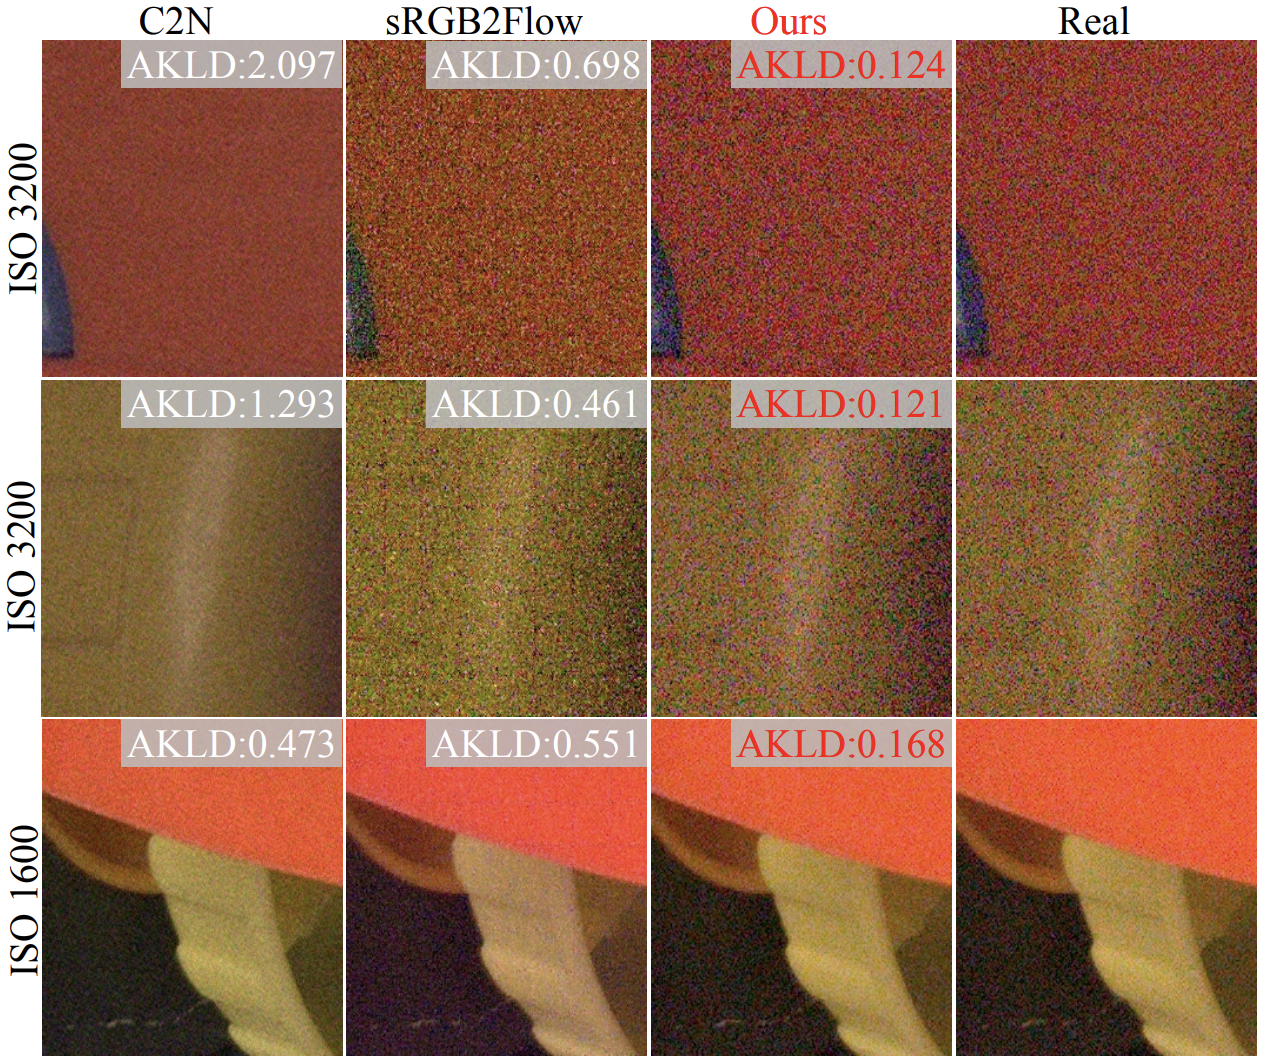 C2N sRGB2Flow Ours Real
ISO 3200
AKLD:2.097 AKLD:0.698 AKLD:0.124
ISO 3200
AKLD:1.293 AKLD:0.461 AKLD:0.121
ISO 1600
AKLD:0.473 AKLD:0.551 AKLD:0.168